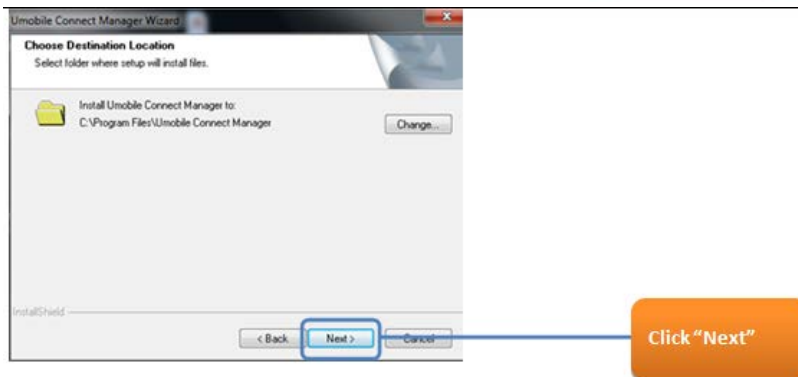 Umobile Connect Manager Wizard
Choose Destination Location
Select folder where setup will install files.
Install Umobile Connect Manager to:
C:\Program Files\Umobile Connect Manager
Change...
InstallShield
< Back
Next >
Cancel
Click “Next”